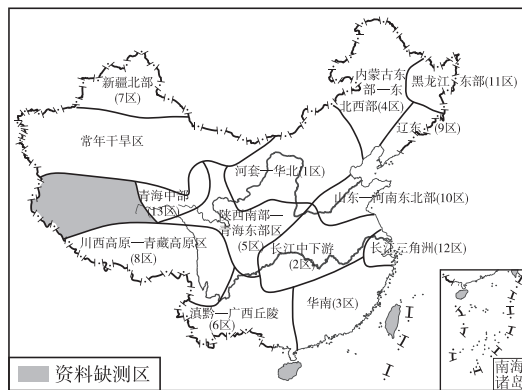 新疆北部
(7区)
内蒙古东
部—东
北西部(4区)
黑龙江东部(11区)
辽东(9区)
常年干旱区
河套—华北(1区)
青海中部
(13区)
陕西南部—
青海东部区
(5区)
山东—河南东北部(10区)
川西高原—青藏高原区
(8区)
长江中下游
(2区)
长江三角洲(12区)
滇黔—广西丘陵
(6区)
华南(3区)
资料缺测区
南海
诸岛